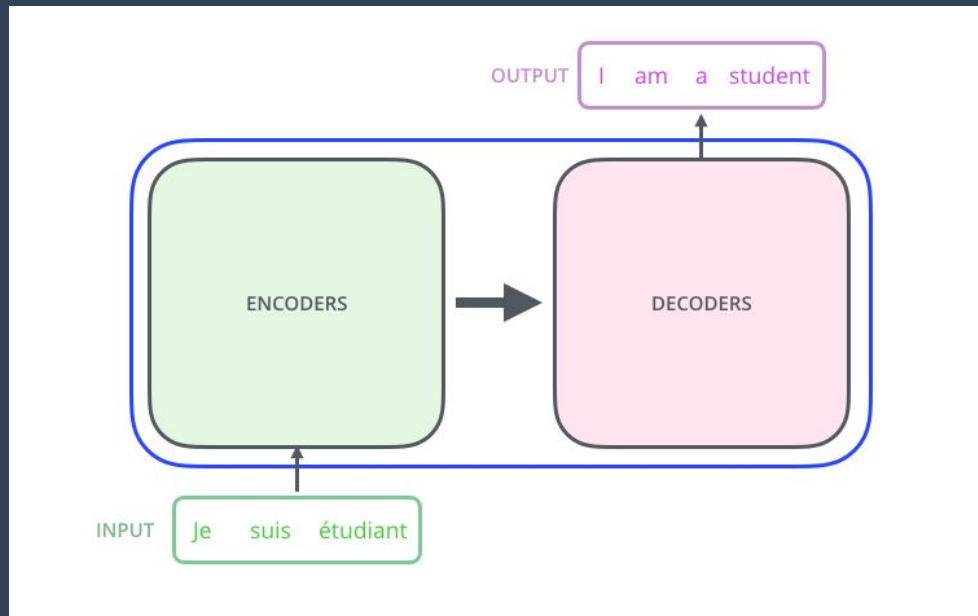 OUTPUT I am a student
ENCODERS
DECODERS
INPUT Je suis étudiant